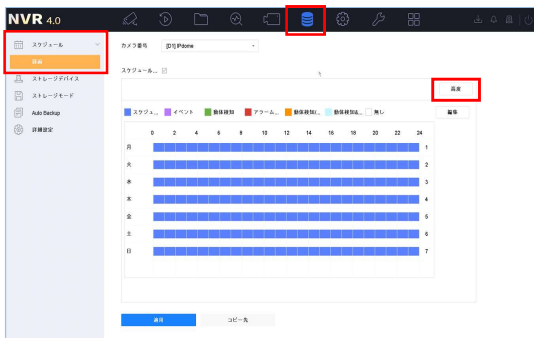 NVR 4.0
スケジュール
録画
ストレージデバイス
ストレージモード
Auto Backup
詳細設定
カメラ番号 [D1] IPdome
スケジュール...
高度
スケジュ... イベント 動体検知 アラーム... 動体検知/... 動体検知&... 無し 編集
0 2 4 6 8 10 12 14 16 18 20 22 24
月 1
火 2
水 3
木 4
金 5
土 6
日 7
適用 コピー先